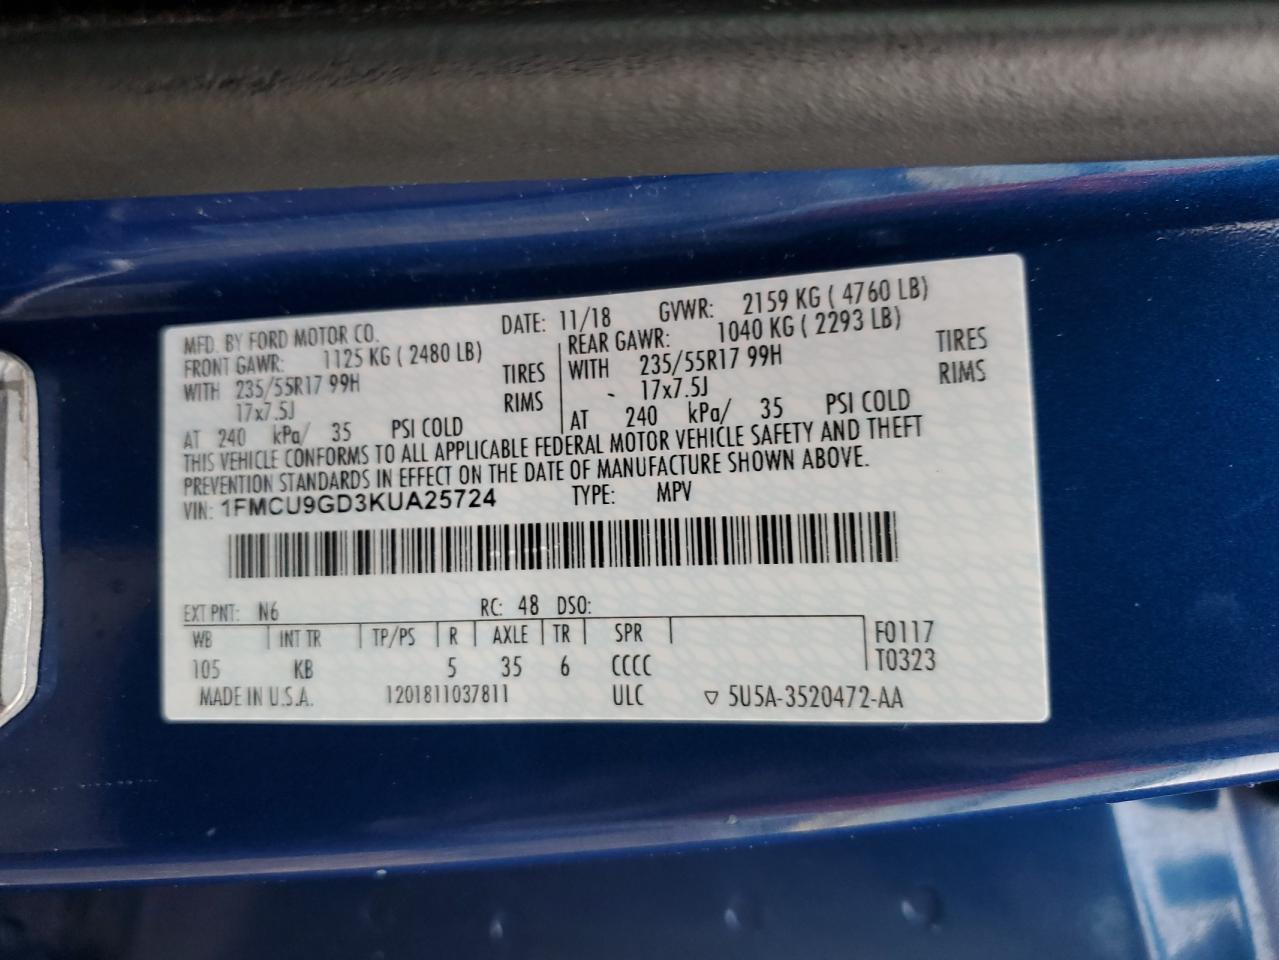 MFD. BY FORD MOTOR CO. DATE: 11/18 GVWR: 2159 KG ( 4760 LB)
FRONT GAWR: 1125 KG ( 2480 LB) REAR GAWR: 1040 KG ( 2293 LB)
WITH 235/55R17 99H TIRES WITH 235/55R17 99H TIRES
17x7.5J RIMS 17x7.5J RIMS
AT 240 kPa/ 35 PSI COLD AT 240 kPa/ 35 PSI COLD
THIS VEHICLE CONFORMS TO ALL APPLICABLE FEDERAL MOTOR VEHICLE SAFETY AND THEFT
PREVENTION STANDARDS IN EFFECT ON THE DATE OF MANUFACTURE SHOWN ABOVE.
VIN: 1FMCU9GD3KUA25724 TYPE: MPV
EXT PNT: N6 RC: 48 DSO:
WB INT TR TP/PS R AXLE TR SPR F0117
105 KB 5 35 6 CCCC T0323
MADE IN U.S.A. 1201811037811 ULC ▽ 5U5A-3520472-AA